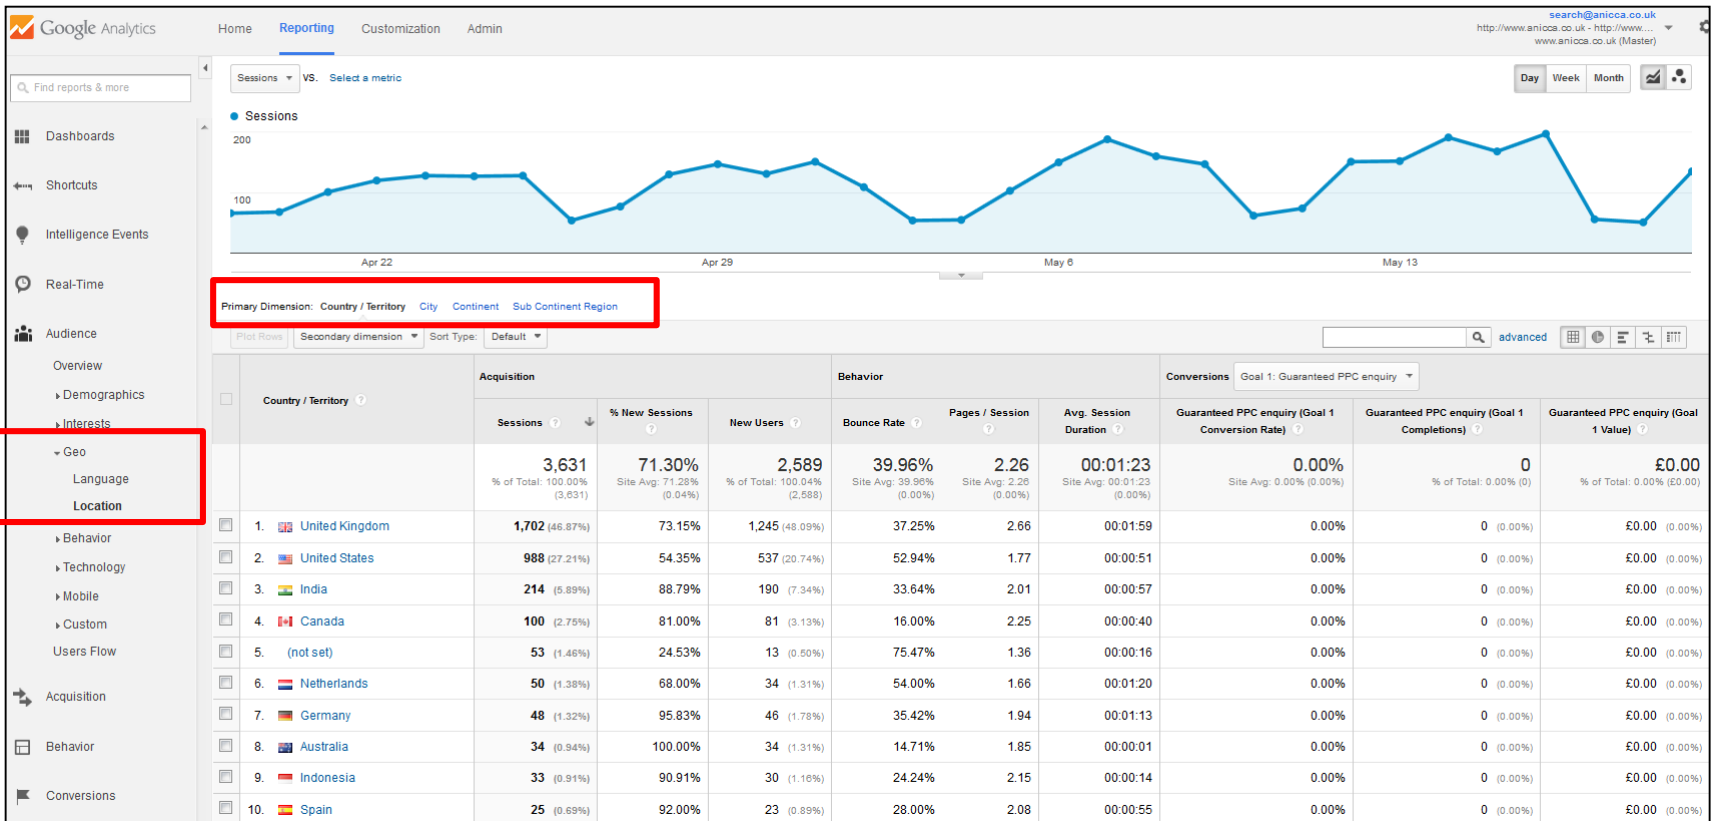 Google Analytics
Home Reporting Customization Admin
search@anicca.co.uk
http://www.anicca.co.uk - http://www....
www.anicca.co.uk (Master)
Find reports & more
Dashboards
Shortcuts
Intelligence Events
Real-Time
Audience
Overview
Demographics
Interests
Geo
Language
Location
Behavior
Technology
Mobile
Custom
Users Flow
Acquisition
Behavior
Conversions
Sessions VS. Select a metric
Day Week Month
Sessions
200
100
Apr 22 Apr 29 May 6 May 13
Primary Dimension: Country / Territory City Continent Sub Continent Region
Plot Rows Secondary dimension Sort Type: Default
advanced
Country / Territory ?
Acquisition Behavior Conversions Goal 1: Guaranteed PPC enquiry
Sessions ? % New Sessions ? New Users ? Bounce Rate ? Pages / Session ? Avg. Session Duration ? Guaranteed PPC enquiry (Goal 1 Conversion Rate) ? Guaranteed PPC enquiry (Goal 1 Completions) ? Guaranteed PPC enquiry (Goal 1 Value) ?
3,631 71.30% 2,589 39.96% 2.26 00:01:23 0.00% 0 £0.00
% of Total: 100.00% Site Avg: 71.28% % of Total: 100.04% Site Avg: 39.96% Site Avg: 2.26 Site Avg: 00:01:23 Site Avg: 0.00% (0.00%) % of Total: 0.00% (0) % of Total: 0.00% (£0.00)
(3,631) (0.04%) (2,588) (0.00%) (0.00%) (0.00%)
1. United Kingdom 1,702 (46.87%) 73.15% 1,245 (48.09%) 37.25% 2.66 00:01:59 0.00% 0 (0.00%) £0.00 (0.00%)
2. United States 988 (27.21%) 54.35% 537 (20.74%) 52.94% 1.77 00:00:51 0.00% 0 (0.00%) £0.00 (0.00%)
3. India 214 (5.89%) 88.79% 190 (7.34%) 33.64% 2.01 00:00:57 0.00% 0 (0.00%) £0.00 (0.00%)
4. Canada 100 (2.75%) 81.00% 81 (3.13%) 16.00% 2.25 00:00:40 0.00% 0 (0.00%) £0.00 (0.00%)
5. (not set) 53 (1.46%) 24.53% 13 (0.50%) 75.47% 1.36 00:00:16 0.00% 0 (0.00%) £0.00 (0.00%)
6. Netherlands 50 (1.38%) 68.00% 34 (1.31%) 54.00% 1.66 00:01:20 0.00% 0 (0.00%) £0.00 (0.00%)
7. Germany 48 (1.32%) 95.83% 46 (1.78%) 35.42% 1.94 00:01:13 0.00% 0 (0.00%) £0.00 (0.00%)
8. Australia 34 (0.94%) 100.00% 34 (1.31%) 14.71% 1.85 00:00:01 0.00% 0 (0.00%) £0.00 (0.00%)
9. Indonesia 33 (0.91%) 90.91% 30 (1.16%) 24.24% 2.15 00:00:14 0.00% 0 (0.00%) £0.00 (0.00%)
10. Spain 25 (0.69%) 92.00% 23 (0.89%) 28.00% 2.08 00:00:55 0.00% 0 (0.00%) £0.00 (0.00%)